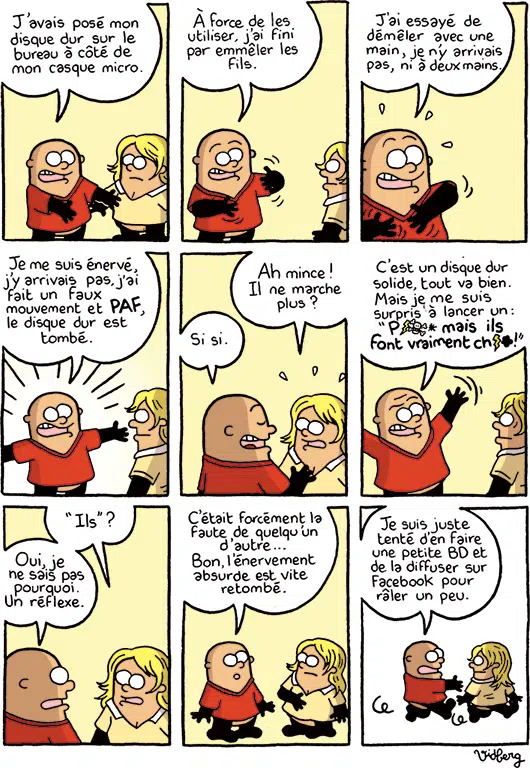 J'avais posé mon
disque dur sur le
bureau à côté de
mon casque micro.
À force de les
utiliser, j'ai fini
par emmêler les
fils.
J'ai essayé de
démêler avec une
main, je n'y arrivais
pas, ni à deux mains.
Je me suis énervé,
j'y arrivais pas, j'ai
fait un faux
mouvement et PAF,
le disque dur est
tombé.
Ah mince !
Il ne marche
plus ?
Si si.
C'est un disque dur
solide, tout va bien.
Mais je me suis
surpris à lancer un :
"P* mais ils
font vraiment ch!"
"Ils" ?
Oui, je
ne sais pas
pourquoi.
Un réflexe.
C'était forcément la
faute de quelqu'un
d'autre...
Bon, l'énervement
absurde est vite
retombé.
Je suis juste
tenté d'en faire
une petite BD et
de la diffuser sur
Facebook pour
râler un peu.
Vidberg